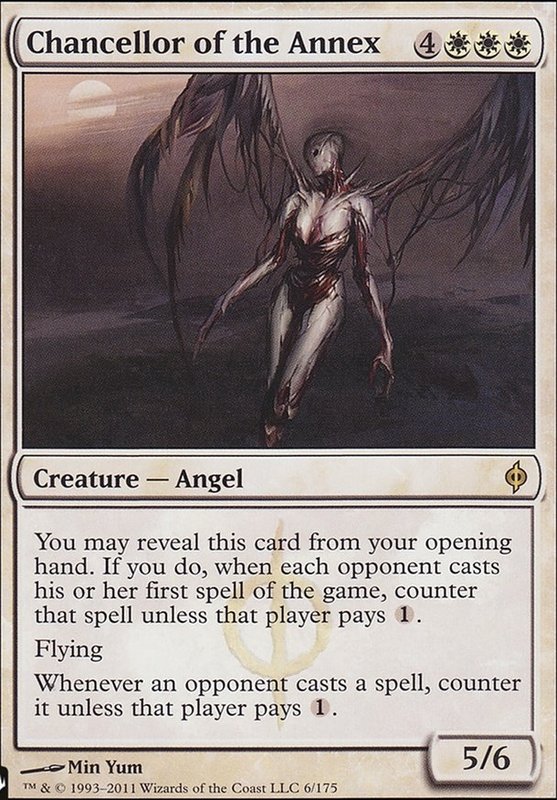 Chancellor of the Annex 4
Creature — Angel
You may reveal this card from your opening
hand. If you do, when each opponent casts
his or her first spell of the game, counter
that spell unless that player pays 1.
Flying
Whenever an opponent casts a spell, counter
it unless that player pays 1.
5/6
Min Yum
™ & © 1993–2011 Wizards of the Coast LLC 6/175